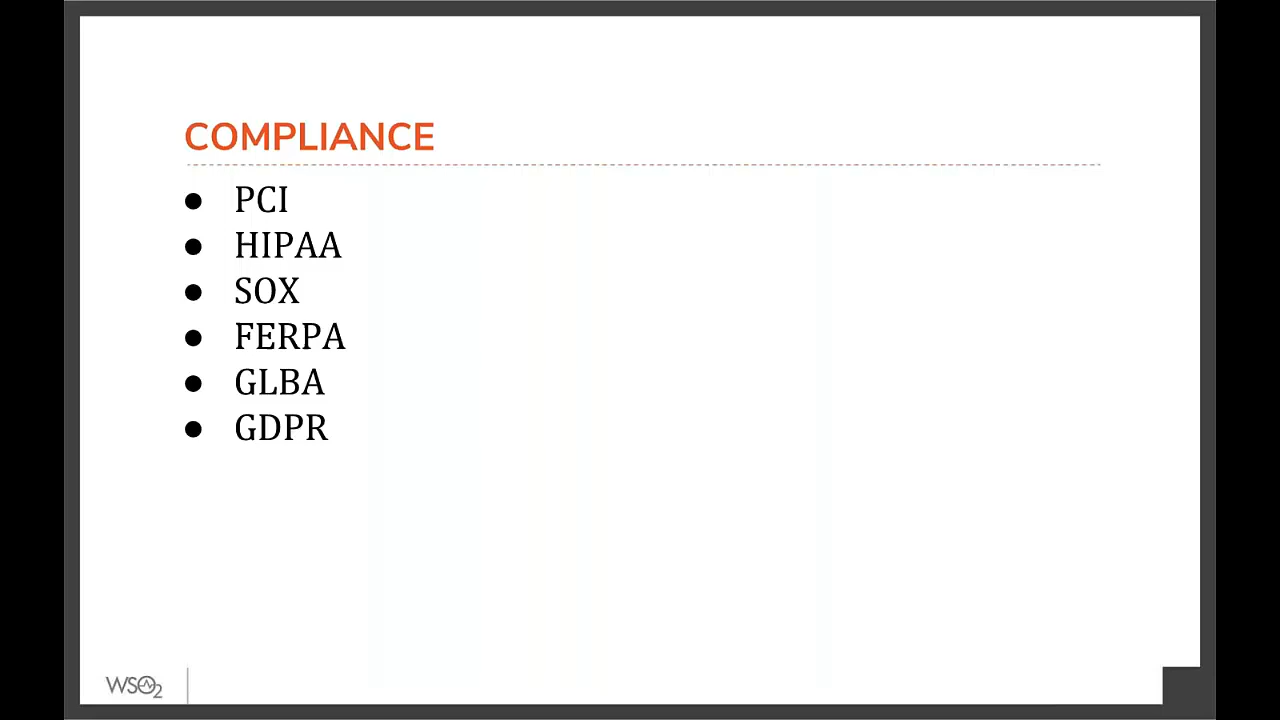 COMPLIANCE
● PCI
● HIPAA
● SOX
● FERPA
● GLBA
● GDPR
WSO2